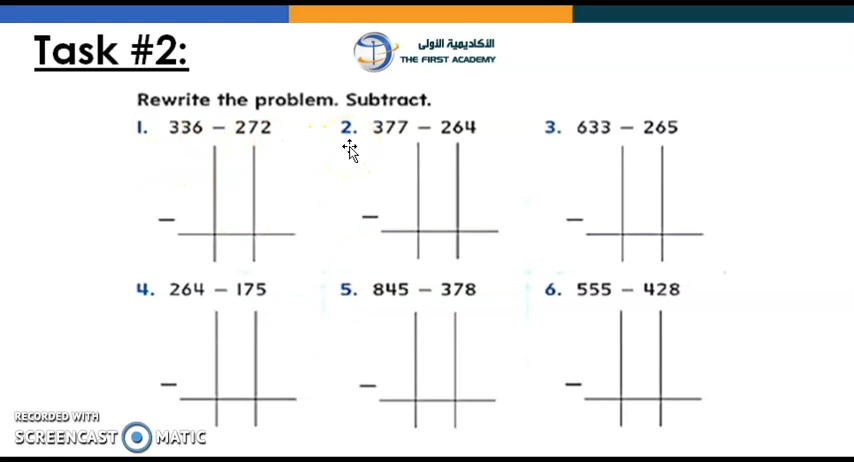 Task #2:
الأكاديمية الأولى
THE FIRST ACADEMY
Rewrite the problem. Subtract.
1. 336 – 272
2. 377 – 264
3. 633 – 265
–
–
–
4. 264 – 175
5. 845 – 378
6. 555 – 428
–
–
–
RECORDED WITH
SCREENCAST MATIC